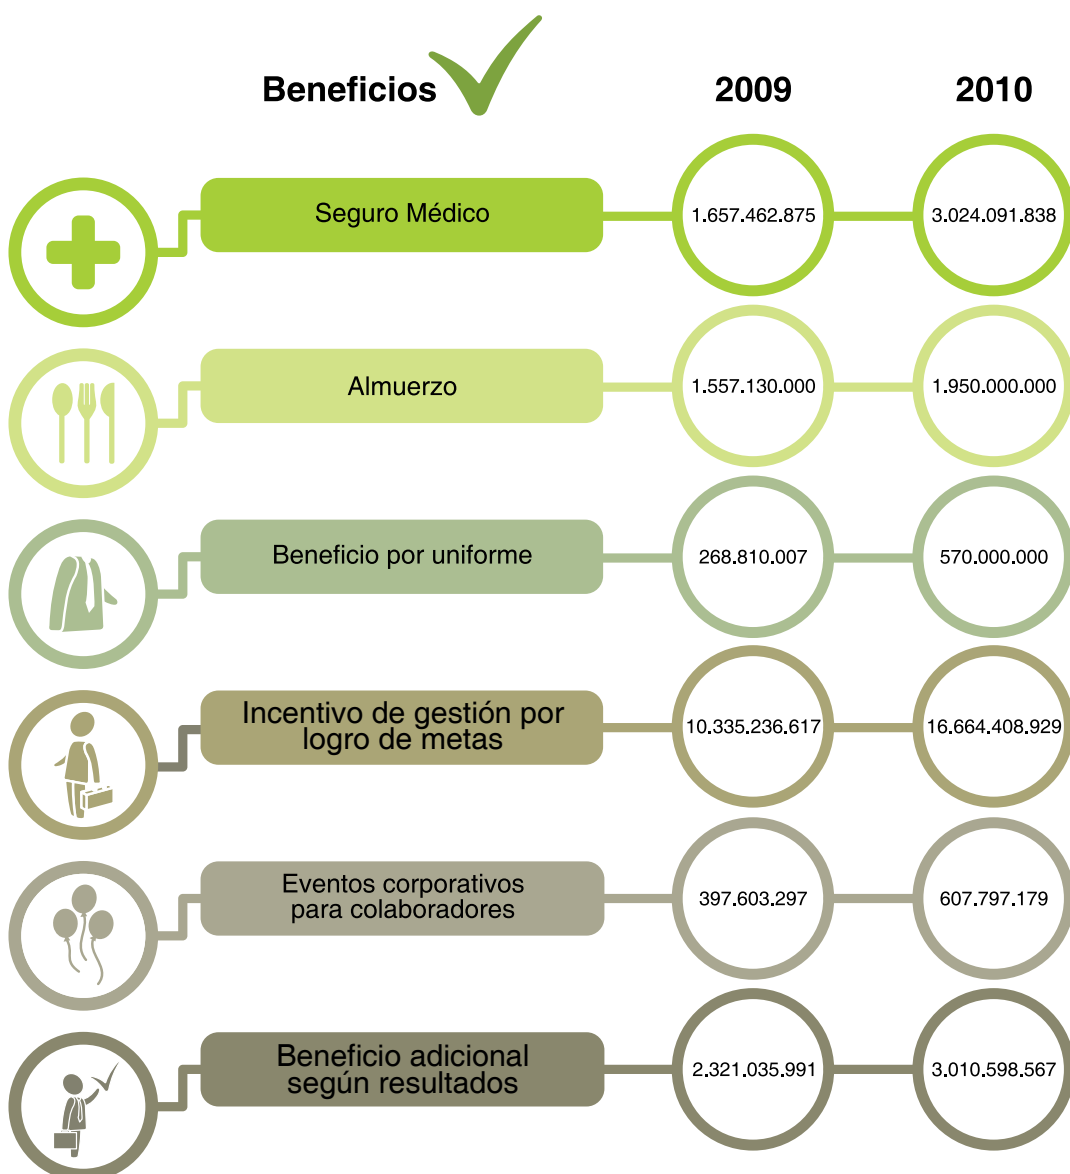 Beneficios 2009 2010
Seguro Médico 1.657.462.875 3.024.091.838
Almuerzo 1.557.130.000 1.950.000.000
Beneficio por uniforme 268.810.007 570.000.000
Incentivo de gestión por
logro de metas 10.335.236.617 16.664.408.929
Eventos corporativos
para colaboradores 397.603.297 607.797.179
Beneficio adicional
según resultados 2.321.035.991 3.010.598.567